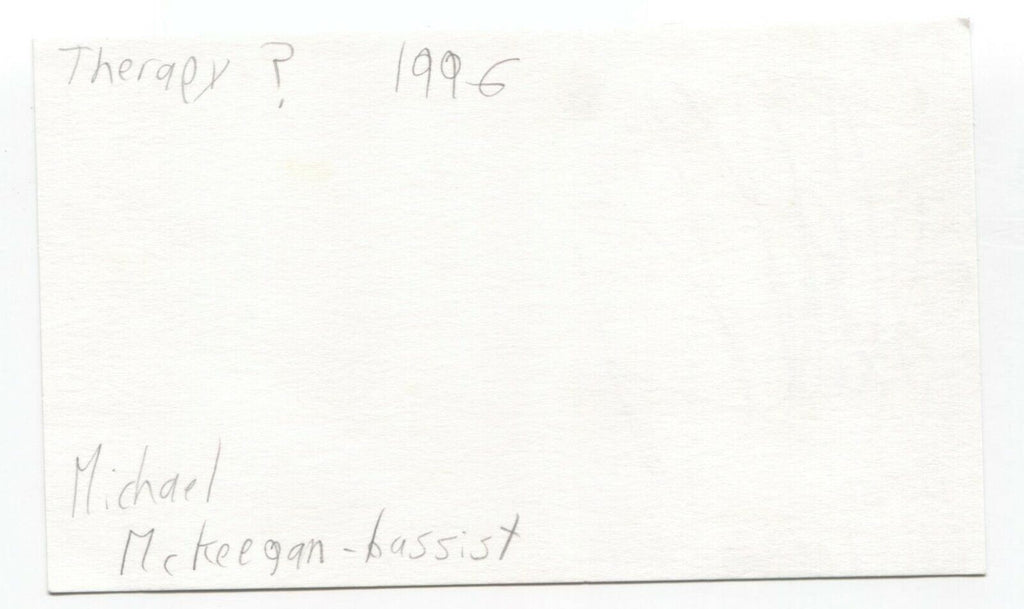 Therapy ? 1996
Michael
McKeegan - bassist